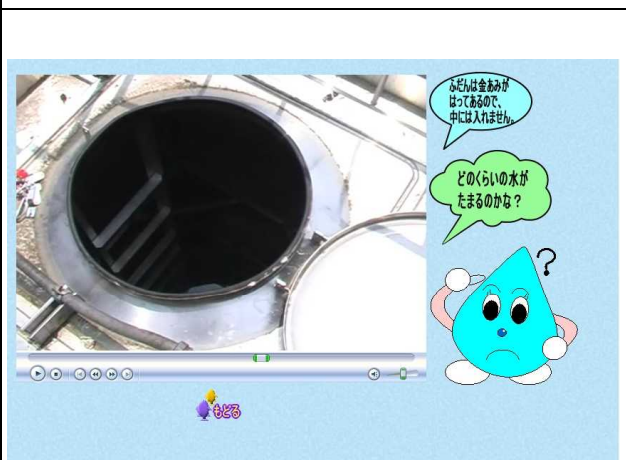 ふだんは金あみが
はってあるので、
中には入れません。
どのくらいの水が
たまるのかな？
?
もどる